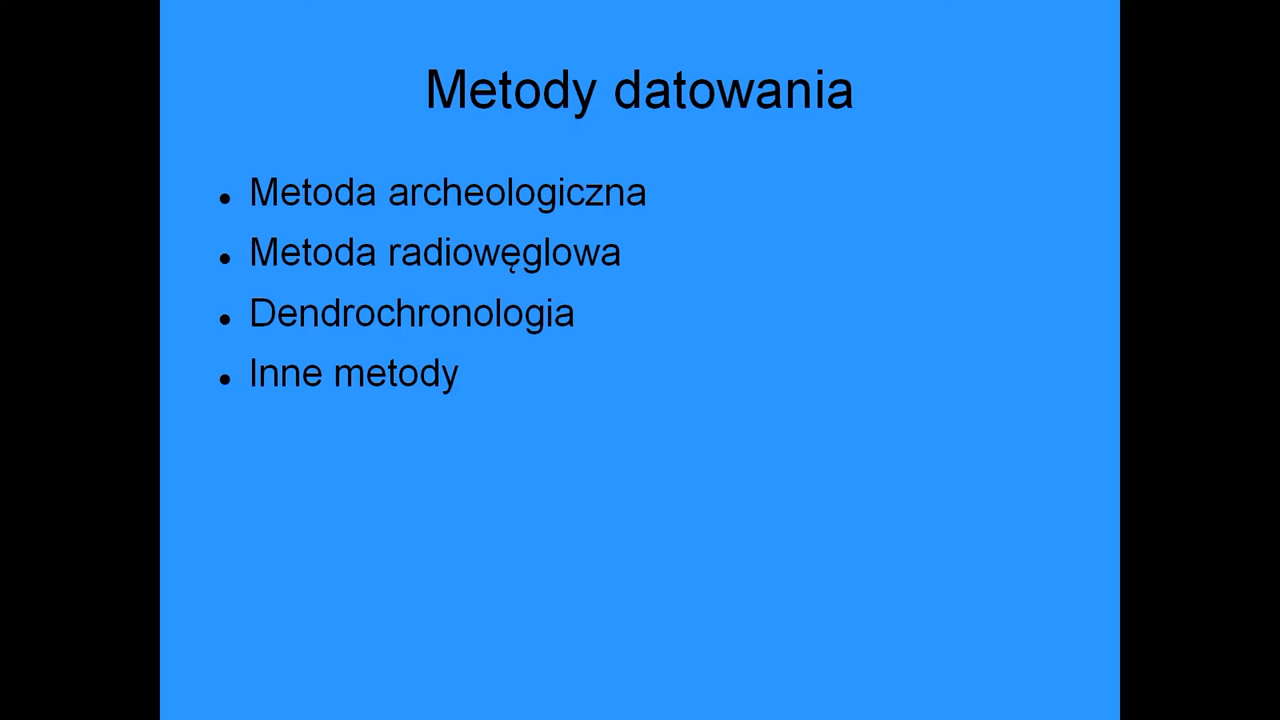 Metody datowania
● Metoda archeologiczna
● Metoda radiowęglowa
● Dendrochronologia
● Inne metody